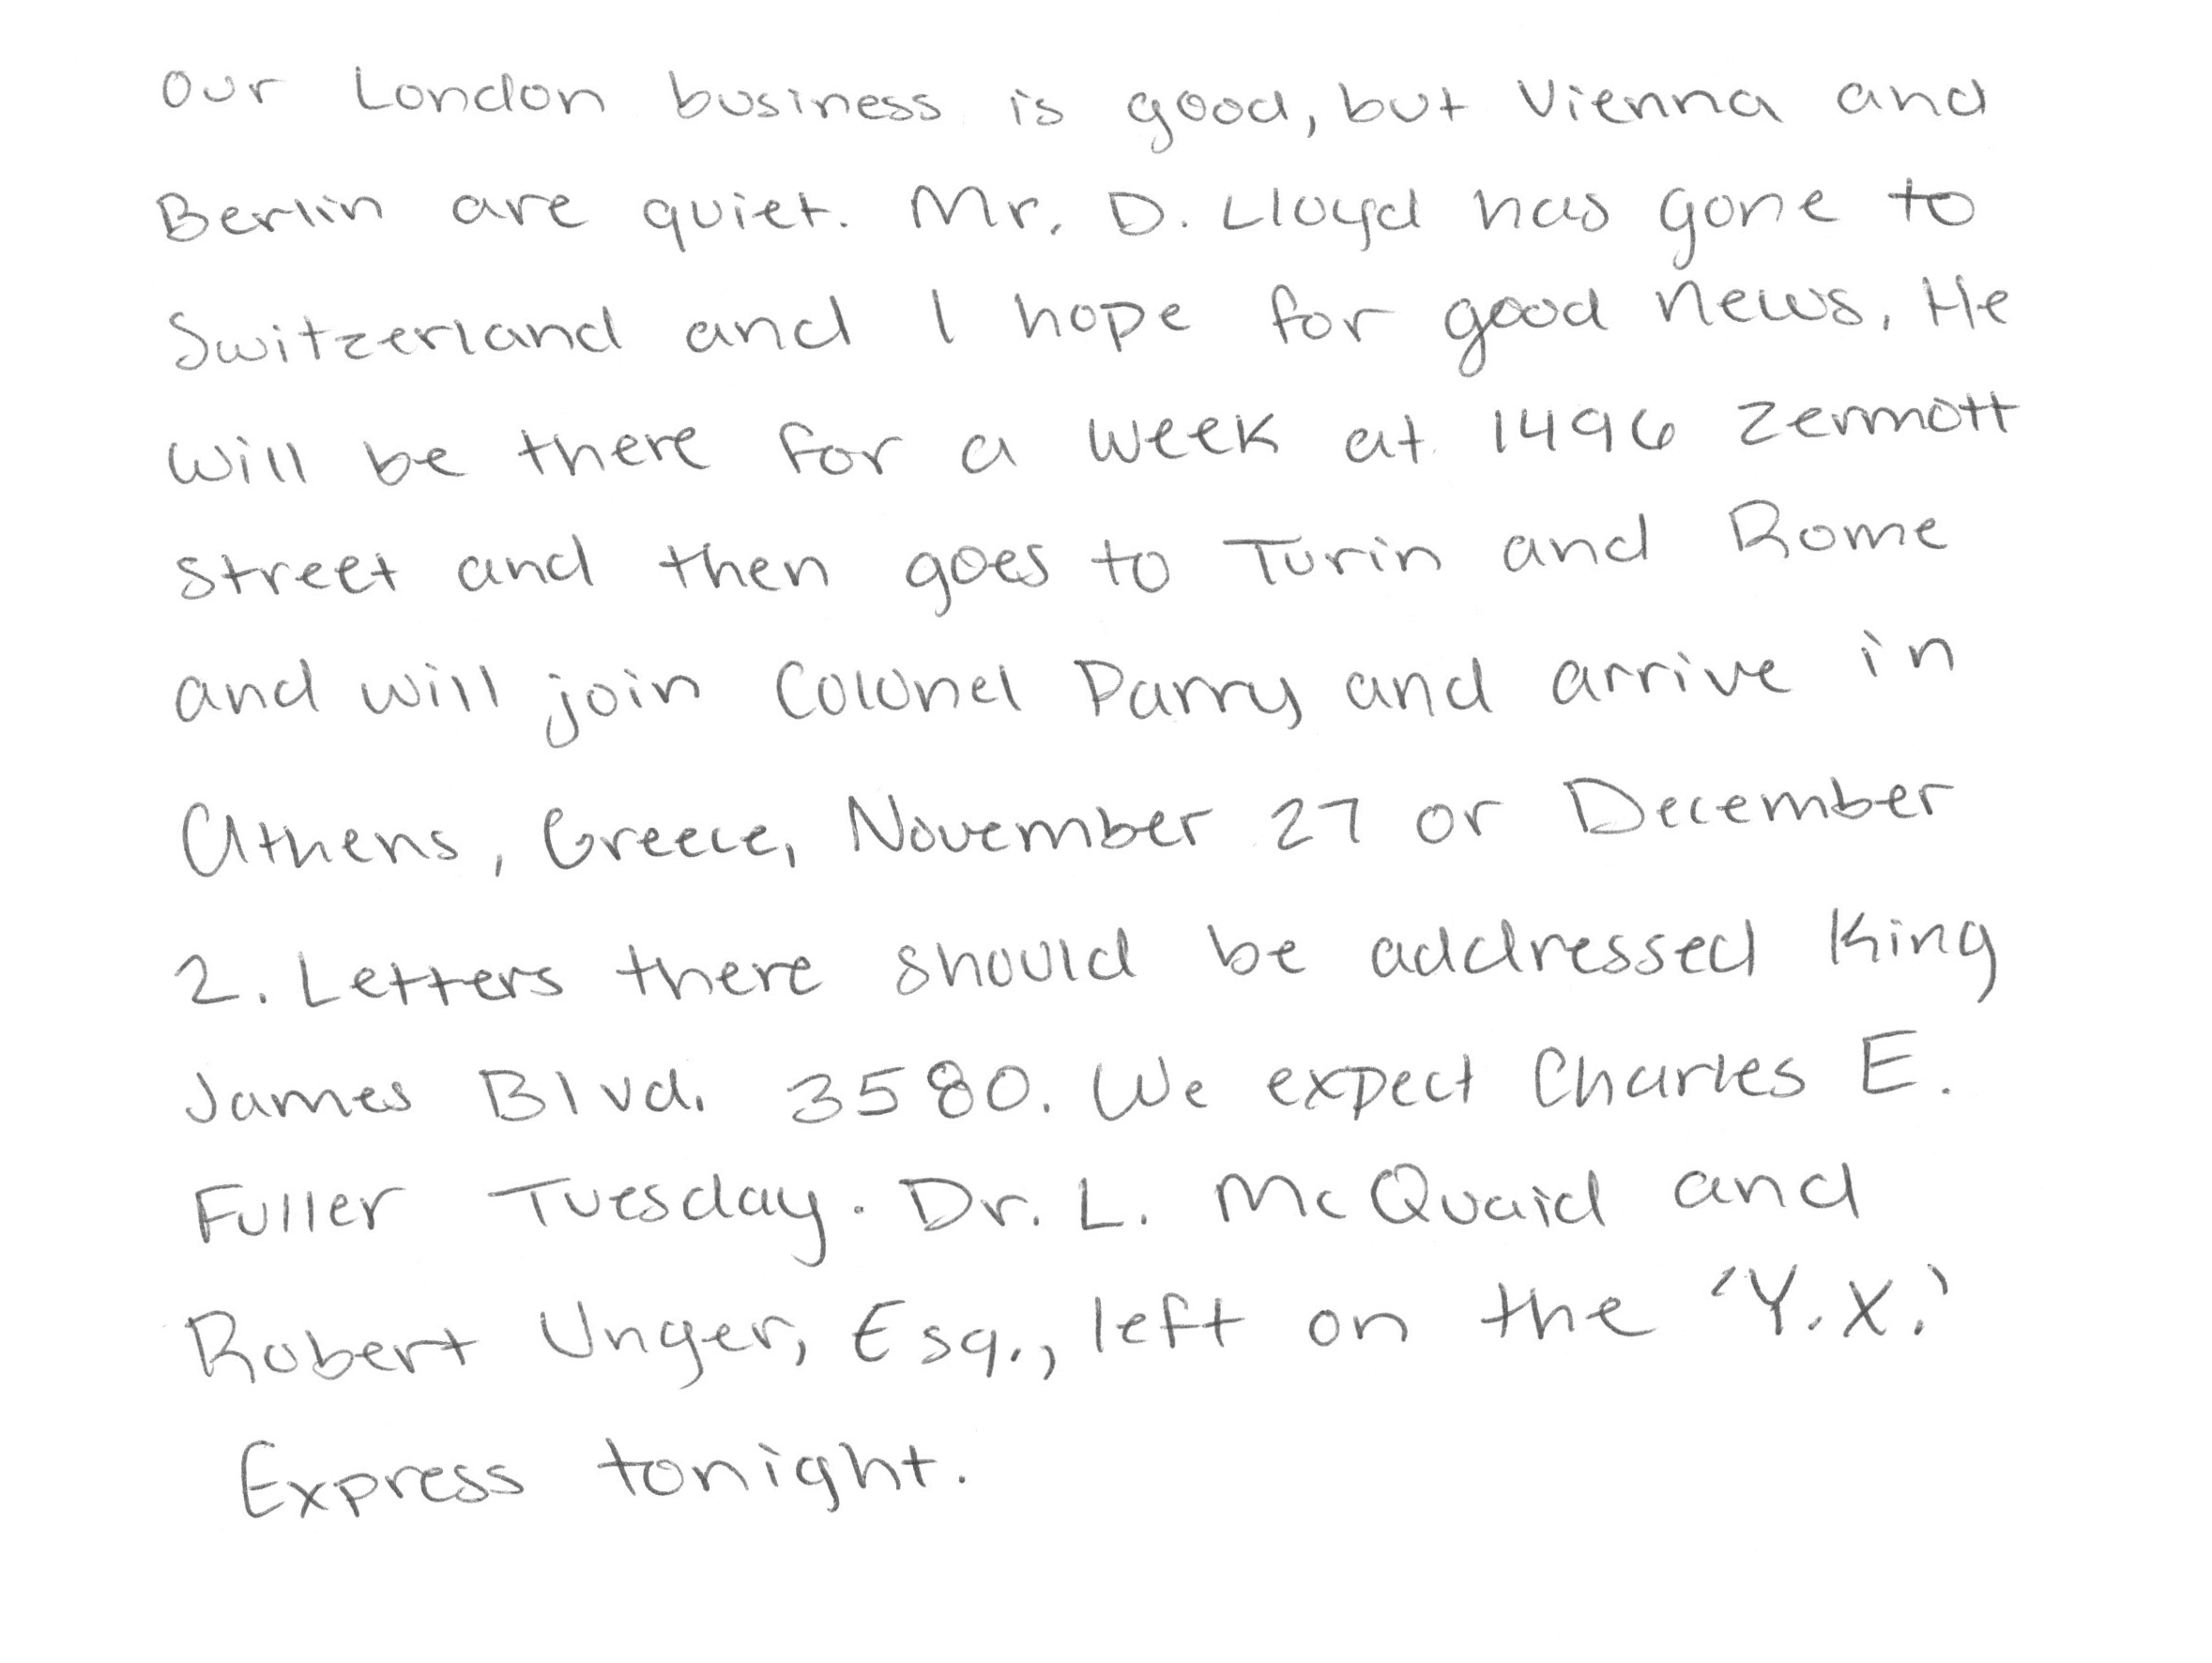 Our London business is good, but Vienna and
Berlin are quiet. Mr. D. Lloyd has gone to
Switzerland and I hope for good news. He
will be there for a week at 1496 Zermott
street and then goes to Turin and Rome
and will join Colonel Parry and arrive in
Athens, Greece, November 27 or December
2. Letters there should be addressed King
James Blvd. 3580. We expect Charles E.
Fuller Tuesday. Dr. L. McQuaid and
Robert Unger, Esq., left on the 'Y.X.'
Express tonight.